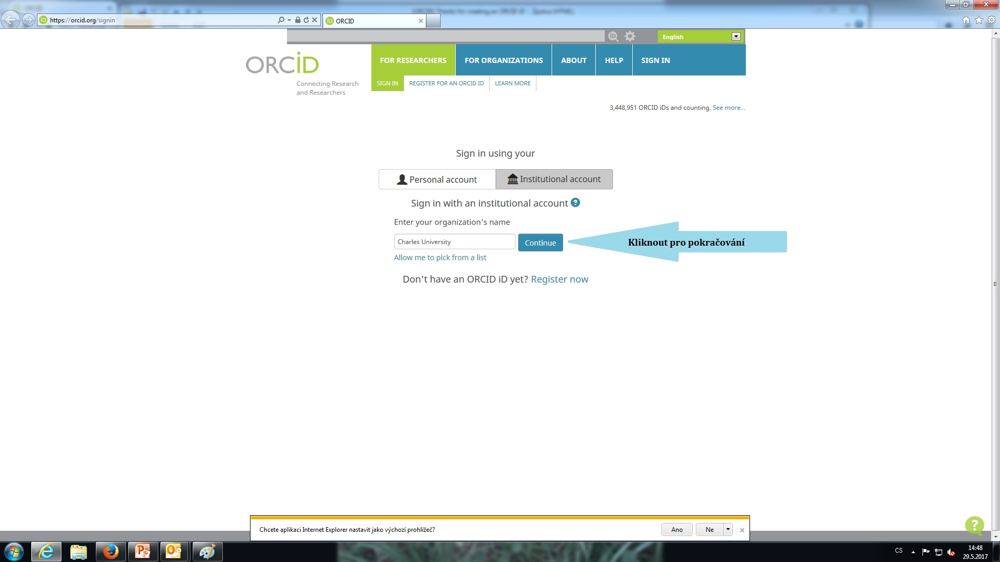 https://orcid.org/signin
ORCID
English
ORCID
Connecting Research
and Researchers
FOR RESEARCHERS
FOR ORGANIZATIONS
ABOUT
HELP
SIGN IN
SIGN IN
REGISTER FOR AN ORCID ID
LEARN MORE
3,448,951 ORCID iDs and counting. See more...
Sign in using your
Personal account
Institutional account
Sign in with an institutional account ?
Enter your organization's name
Charles University
Continue
Kliknout pro pokračování
Allow me to pick from a list
Don't have an ORCID iD yet? Register now
Chcete aplikaci Internet Explorer nastavit jako výchozí prohlížeč?
Ano
Ne
CS
14:48
29.5.2017